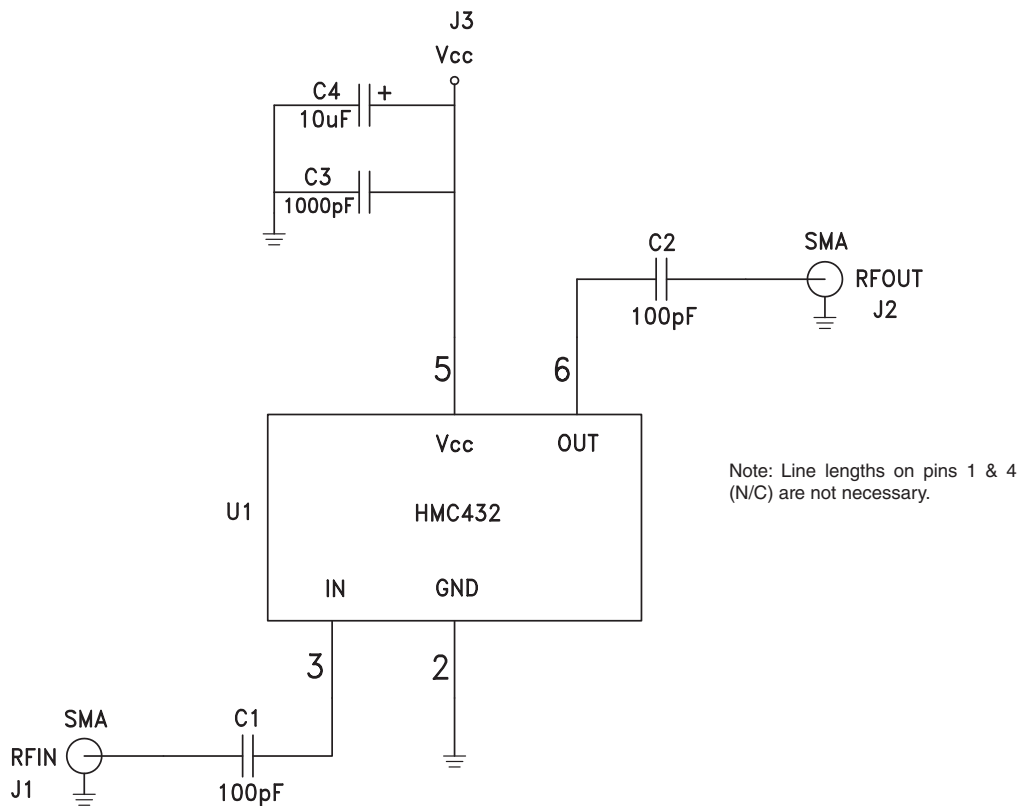 J3
Vcc
C4
+
10uF
C3
1000pF
C2
100pF
SMA
RFOUT
J2
5
6
Vcc
OUT
U1
HMC432
IN
GND
Note: Line lengths on pins 1 & 4
(N/C) are not necessary.
3
2
SMA
RFIN
J1
C1
100pF